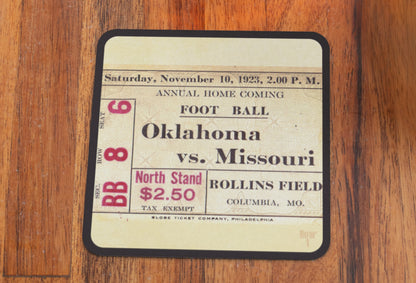 Saturday, November 10, 1923, 2.00 P. M.
ANNUAL HOME COMING
FOOT BALL
Oklahoma
vs. Missouri
SEC. BB ROW 8 SEAT 6
North Stand
$2.50
TAX EXEMPT
ROLLINS FIELD
COLUMBIA, MO.
GLOBE TICKET COMPANY, PHILADELPHIA